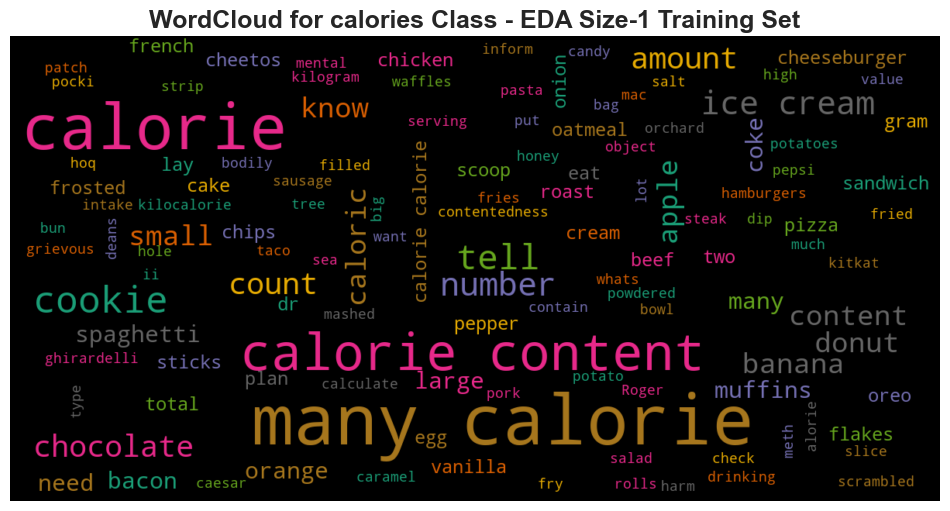 WordCloud for calories Class - EDA Size-1 Training Set
french
cheetos
mental
kilogram
chicken
inform
candy
amount
cheeseburger
patch
pocki
strip
waffles
pasta
onion
bag
mac
salt
high
value
calorie
know
serving
put
oatmeal
orchard
ice cream
gram
hoq
lay
bodily
filled
calorie calorie
scoop
honey
object
coke
potatoes
pepsi
frosted
cake
sausage
eat
roast
lot
apple
hamburgers
sandwich
intake
kilocalorie
tree
caloric
big
contentedness
fries
steak
dip
pizza
fried
bun
deans
small
chips
want
cream
beef
two
much
grievous
hole
taco
sea
tell
whats
kitkat
ii
count
number
powdered
cookie
dr
mashed
contain
bowl
many
content
spaghetti
pepper
donut
ghirardelli
sticks
calorie content
banana
plan
calculate
large
pork
potato
Roger
muffins
oreo
type
total
many calorie
alorie
chocolate
egg
meth
flakes
need
bacon
orange
vanilla
salad
check
slice
caesar
caramel
fry
rolls
harm
drinking
scrambled